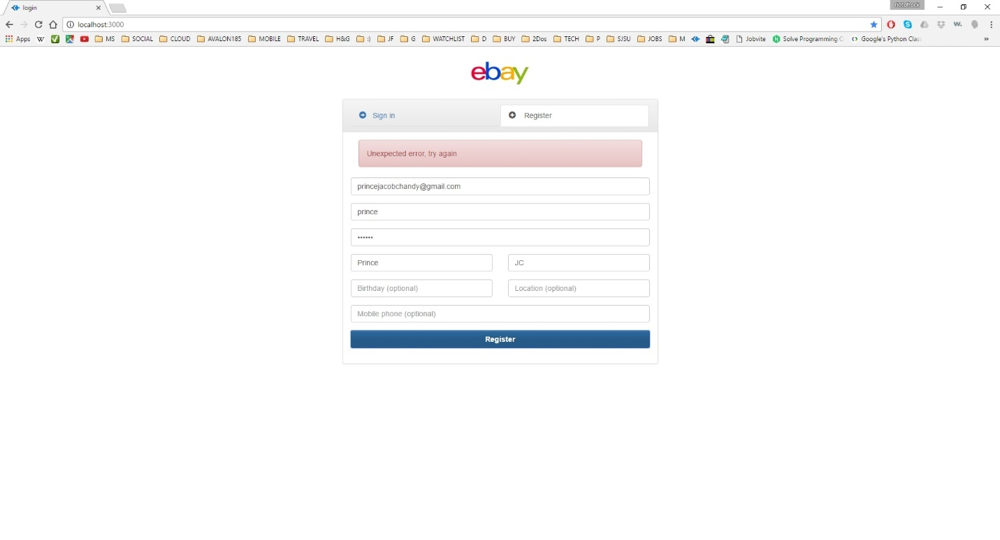 login
riotofrock
localhost:3000
Apps W MS SOCIAL CLOUD AVALON185 MOBILE TRAVEL H&G :) JF G WATCHLIST D BUY 2Dos TECH P SJSU JOBS M Jobvite Solve Programming C Google's Python Clas »
ebay
Sign in Register
Unexpected error, try again
princejacobchandy@gmail.com
prince
••••••
Prince JC
Birthday (optional) Location (optional)
Mobile phone (optional)
Register